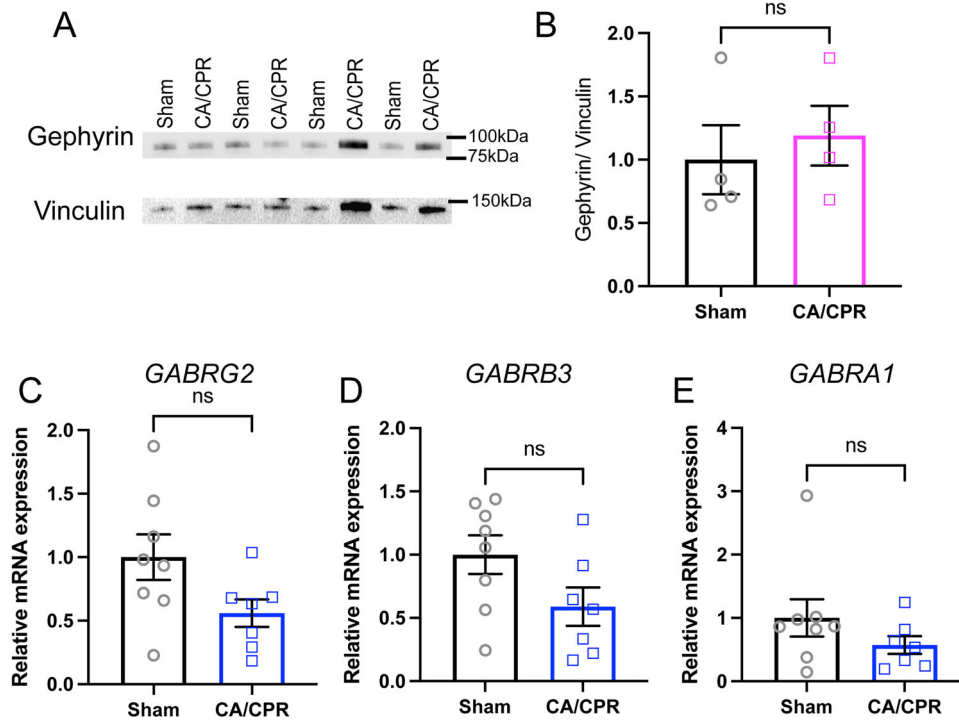 A
Sham
CA/CPR
Sham
CA/CPR
Sham
CA/CPR
Sham
CA/CPR
Gephyrin
100kDa
75kDa
Vinculin
150kDa
B
ns
Gephyrin/ Vinculin
2.0
1.5
1.0
0.5
0.0
Sham
CA/CPR
C
GABRG2
ns
Relative mRNA expression
2.0
1.5
1.0
0.5
0.0
Sham
CA/CPR
D
GABRB3
ns
Relative mRNA expression
2.0
1.5
1.0
0.5
0.0
Sham
CA/CPR
E
GABRA1
ns
Relative mRNA expression
4
3
2
1
0
Sham
CA/CPR